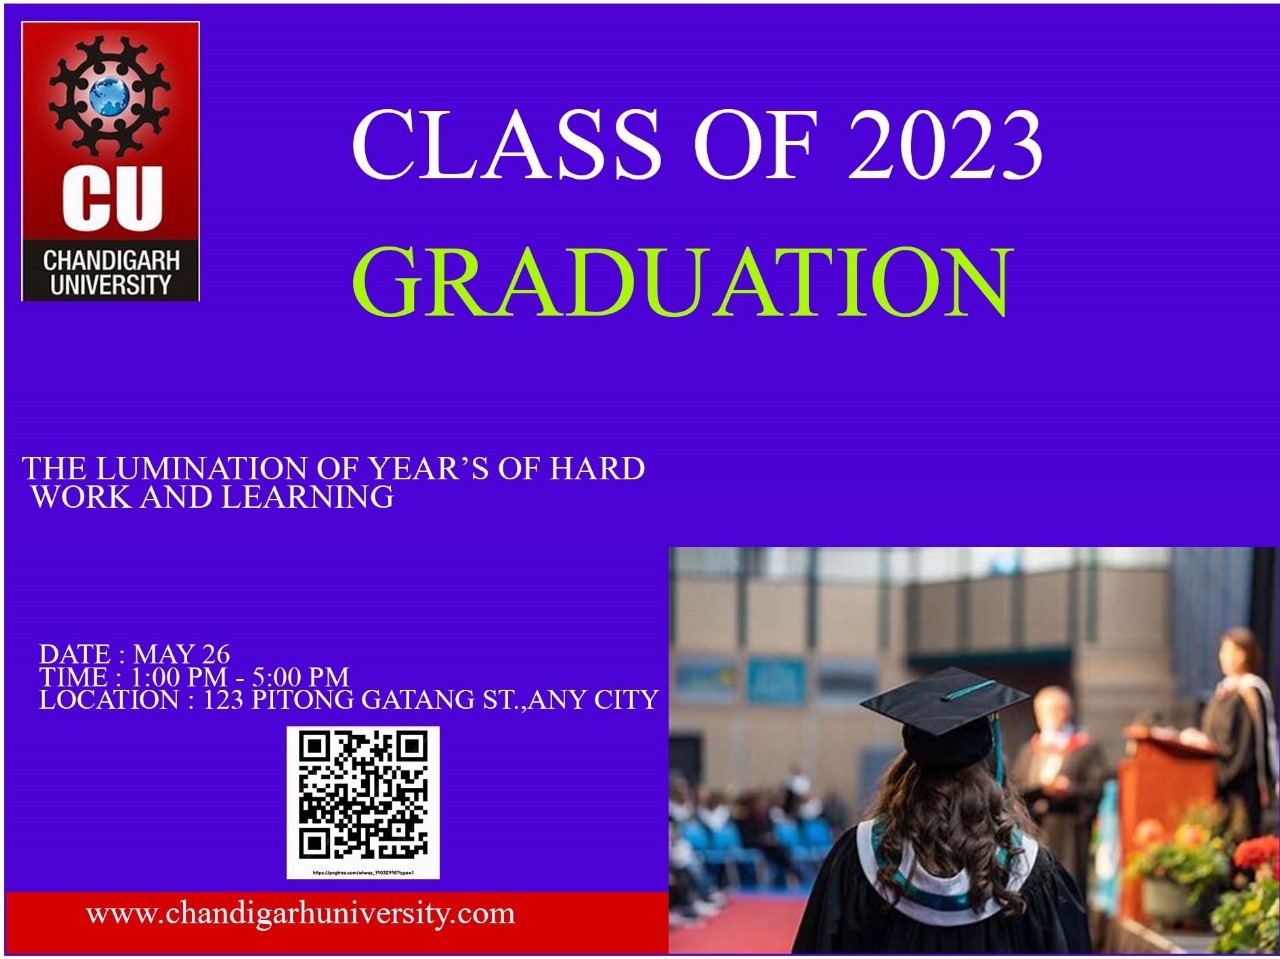 CU
CHANDIGARH
UNIVERSITY
CLASS OF 2023
GRADUATION
THE LUMINATION OF YEAR’S OF HARD
WORK AND LEARNING
DATE : MAY 26
TIME : 1:00 PM - 5:00 PM
LOCATION : 123 PITONG GATANG ST.,ANY CITY
www.chandigarhuniversity.com